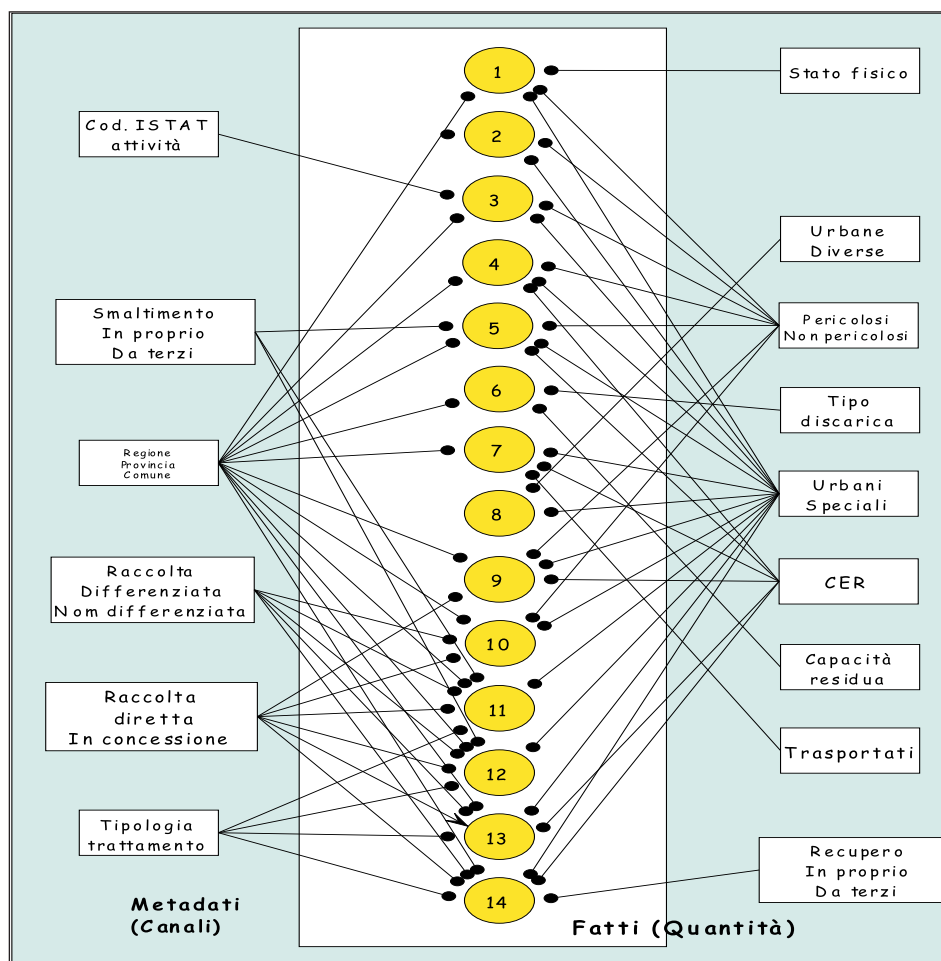 Cod. ISTAT
attività
Smaltimento
In proprio
Da terzi
Regione
Provincia
Comune
Raccolta
Differenziata
Nom differenziata
Raccolta
diretta
In concessione
Tipologia
trattamento
Metadati
(Canali)
1
2
3
4
5
6
7
8
9
10
11
12
13
14
Stato fisico
Urbane
Diverse
Pericolosi
Non pericolosi
Tipo
discarica
Urbani
Speciali
CER
Capacità
residua
Trasportati
Recupero
In proprio
Da terzi
Fatti (Quantità)